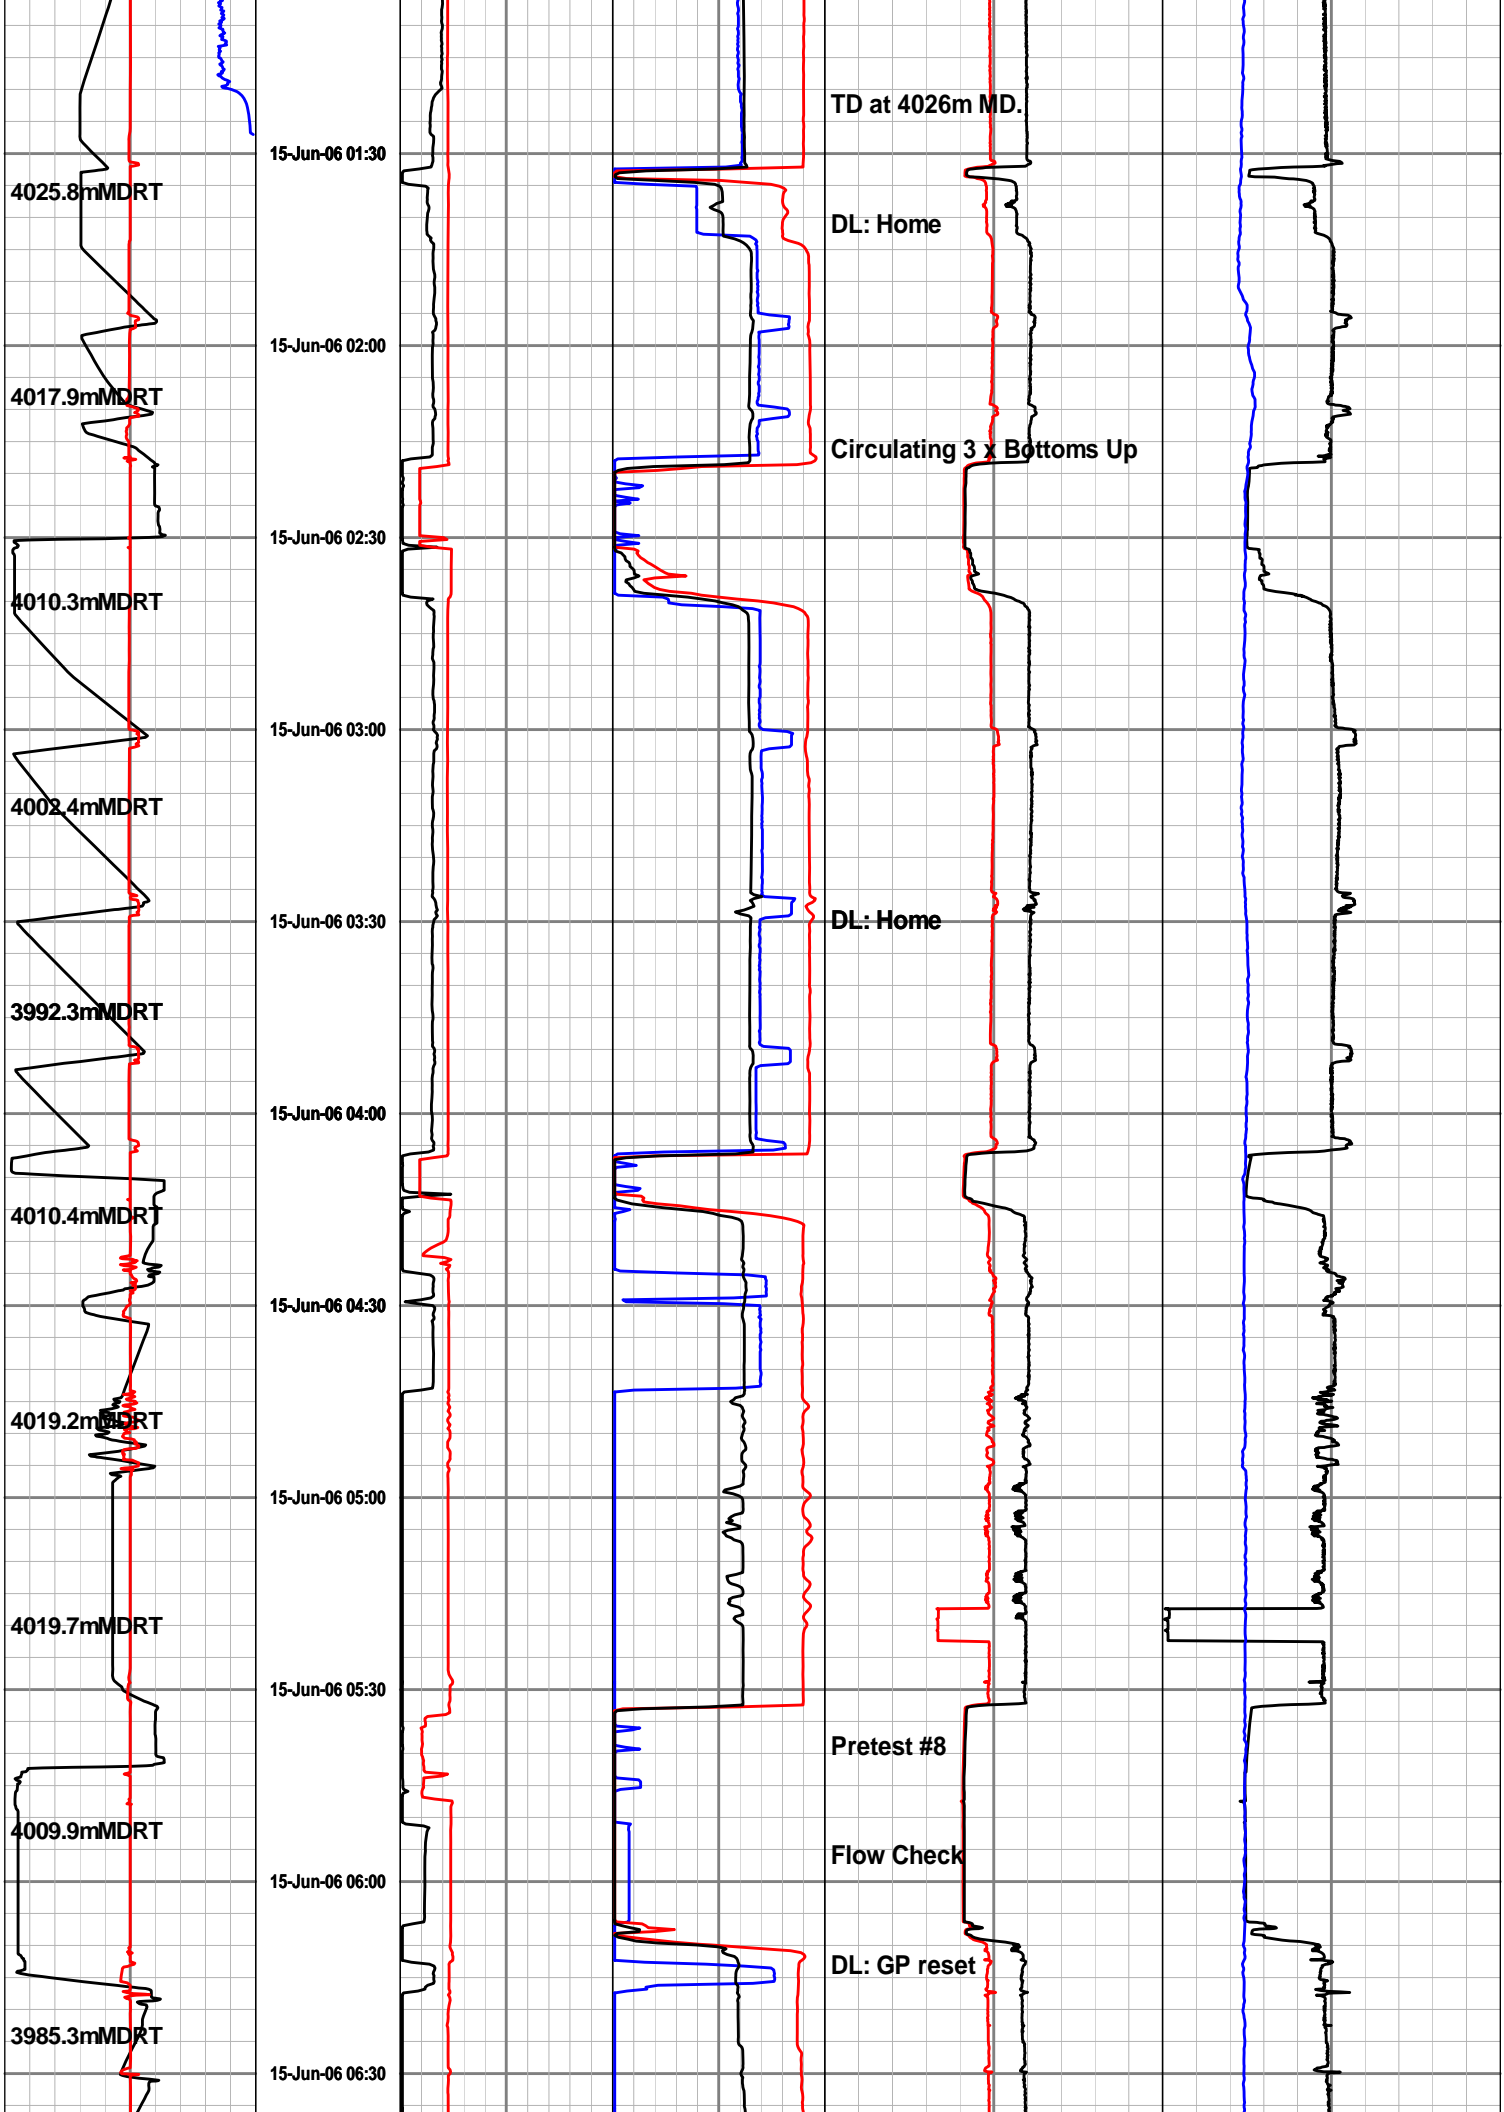 TD at 4026m MD.
15-Jun-06 01:30
4025.8mMDRT
DL: Home
15-Jun-06 02:00
4017.9mMDRT
Circulating 3 x Bottoms Up
15-Jun-06 02:30
4010.3mMDRT
15-Jun-06 03:00
4002.4mMDRT
15-Jun-06 03:30
DL: Home
3992.3mMDRT
15-Jun-06 04:00
4010.4mMDRT
15-Jun-06 04:30
4019.2mMDRT
15-Jun-06 05:00
4019.7mMDRT
15-Jun-06 05:30
Pretest #8
4009.9mMDRT
Flow Check
15-Jun-06 06:00
DL: GP reset
3985.3mMDRT
15-Jun-06 06:30